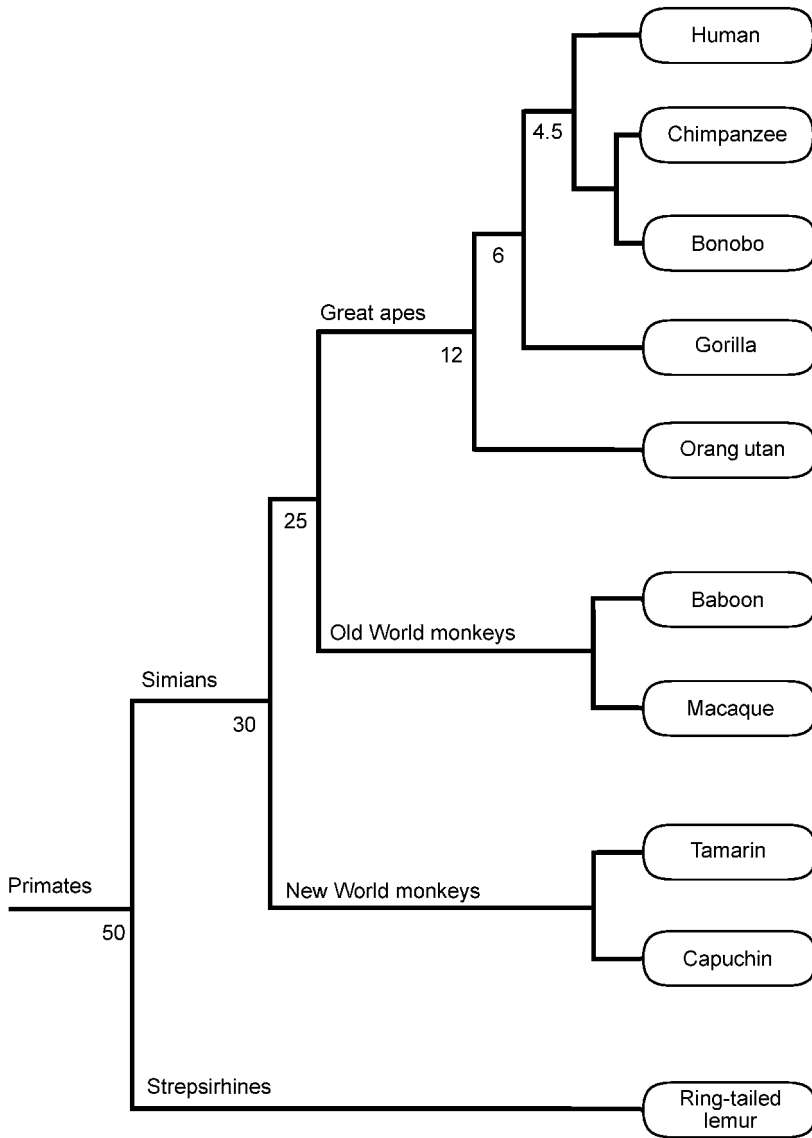 Human
4.5
Chimpanzee
Bonobo
6
Great apes
Gorilla
12
Orang utan
25
Baboon
Old World monkeys
Simians
Macaque
30
Tamarin
Primates
New World monkeys
50
Capuchin
Strepsirhines
Ring-tailed
lemur